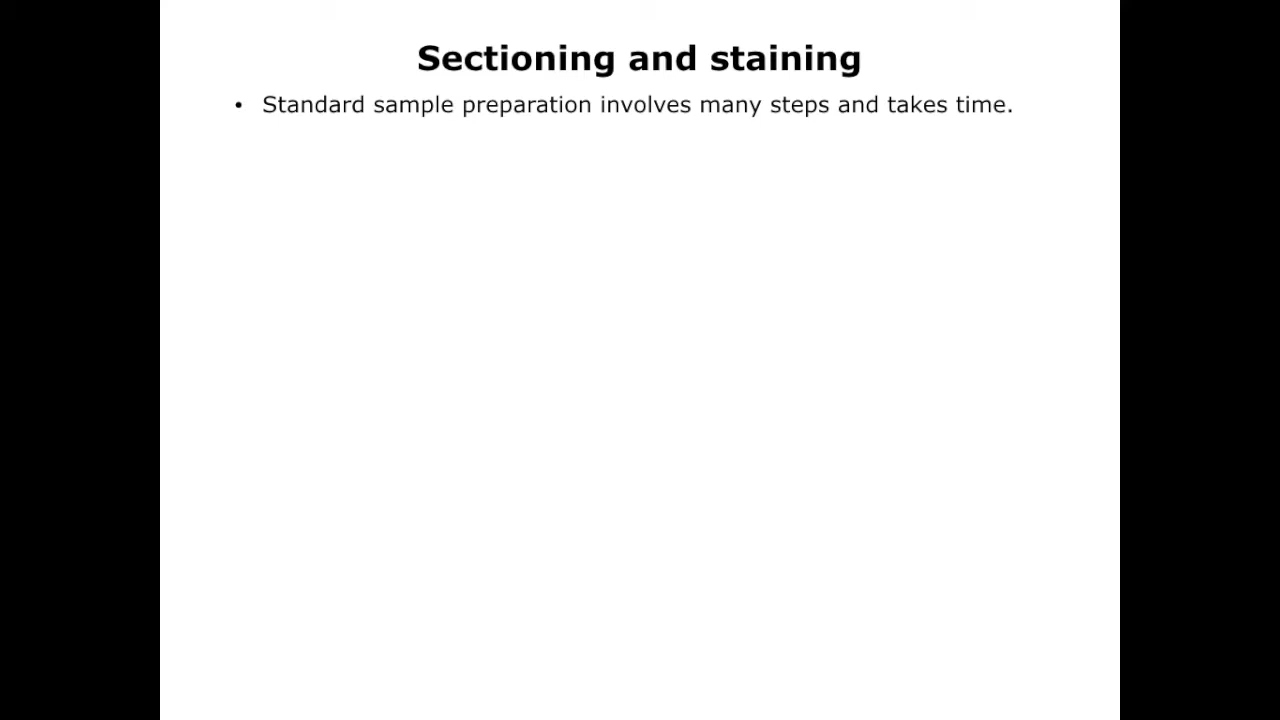 Sectioning and staining
• Standard sample preparation involves many steps and takes time.